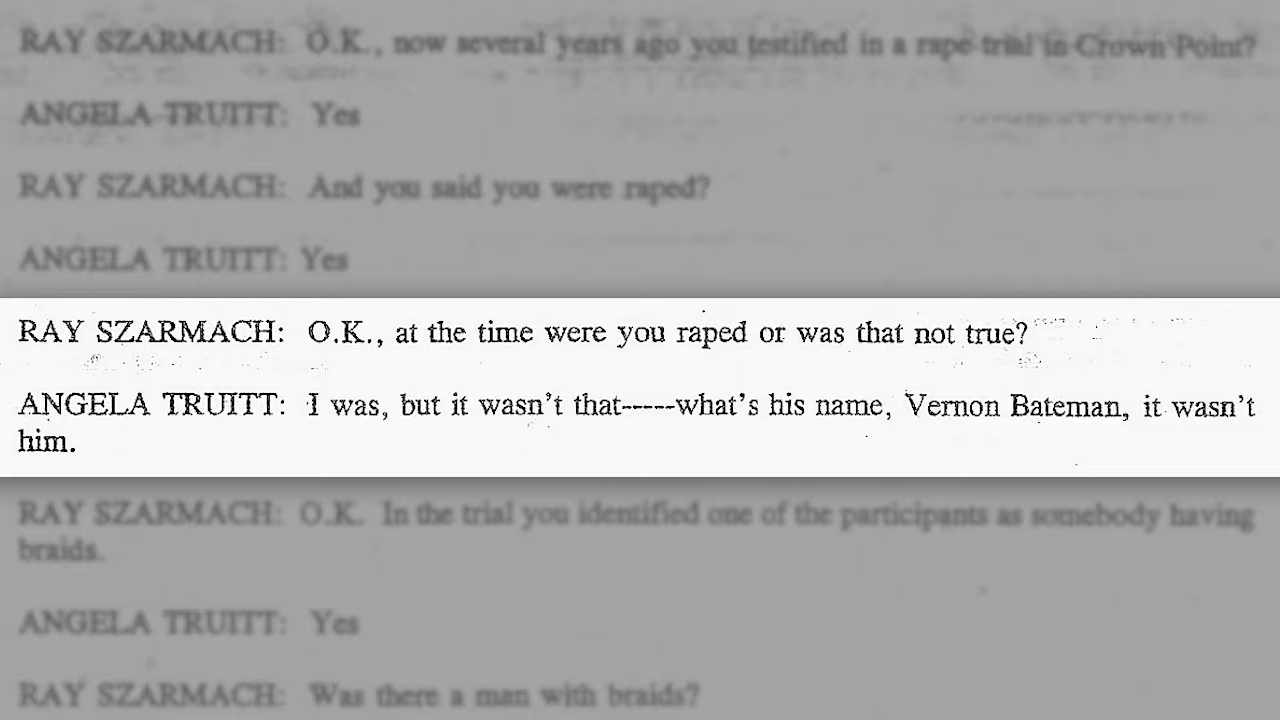 RAY SZARMACH: O.K., now several years ago you testified in a rape trial in Crown Point?
ANGELA TRUITT: Yes
RAY SZARMACH: And you said you were raped?
ANGELA TRUITT: Yes
RAY SZARMACH: O.K., at the time were you raped or was that not true?
ANGELA TRUITT: I was, but it wasn't that-----what's his name, Vernon Bateman, it wasn't
him.
RAY SZARMACH: O.K. In the trial you identified one of the participants as somebody having
braids.
ANGELA TRUITT: Yes
RAY SZARMACH: Was there a man with braids?